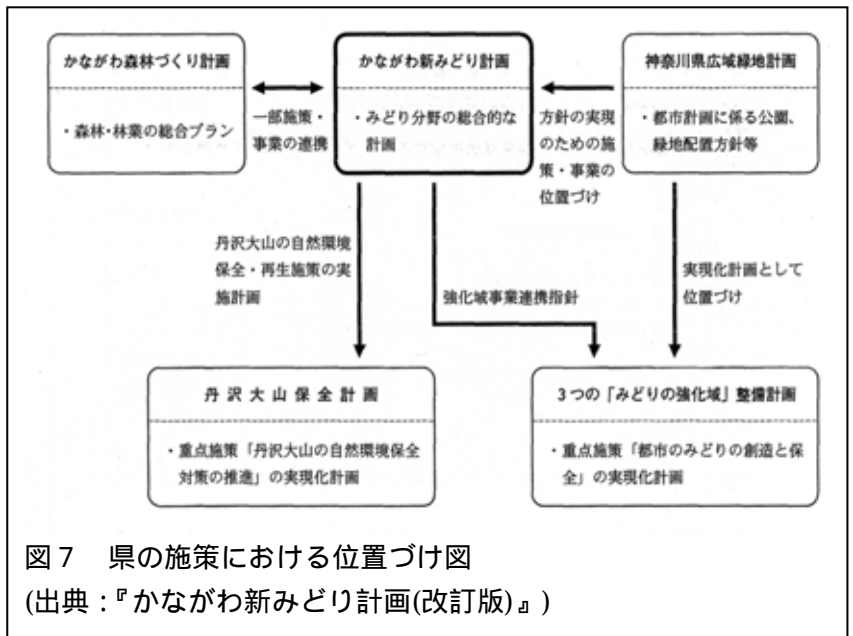 かながわ森林づくり計画
・森林・林業の総合プラン
一部施策・
事業の連携
かながわ新みどり計画
・みどり分野の総合的な
計画
方針の実現
のための施
策・事業の
位置づけ
神奈川県広域緑地計画
・都市計画に係る公園、
緑地配置方針等
丹沢大山の自然環境
保全・再生施策の実
施計画
強化域事業連携指針
実現化計画として
位置づけ
丹沢大山保全計画
・重点施策「丹沢大山の自然環境保全
対策の推進」の実現化計画
3つの「みどりの強化域」整備計画
・重点施策「都市のみどりの創造と保
全」の実現化計画
図7 県の施策における位置づけ図
(出典:『かながわ新みどり計画(改訂版)』)